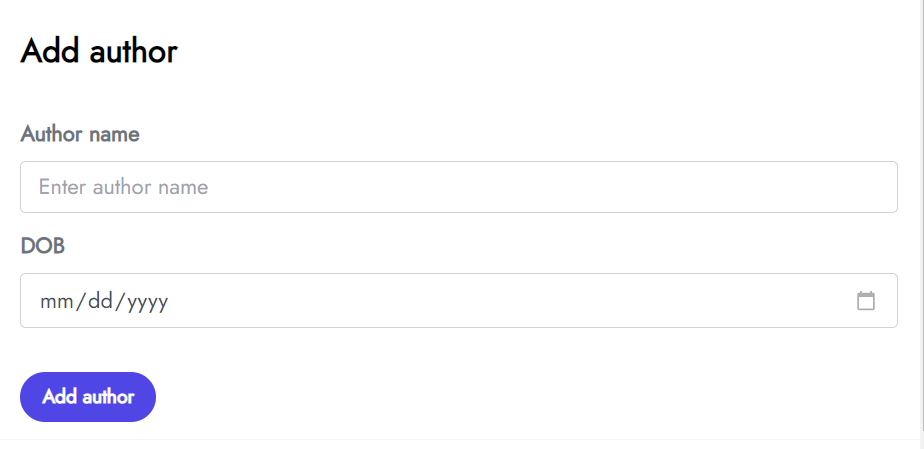 Add author
Author name
Enter author name
DOB
mm/dd/yyyy
Add author